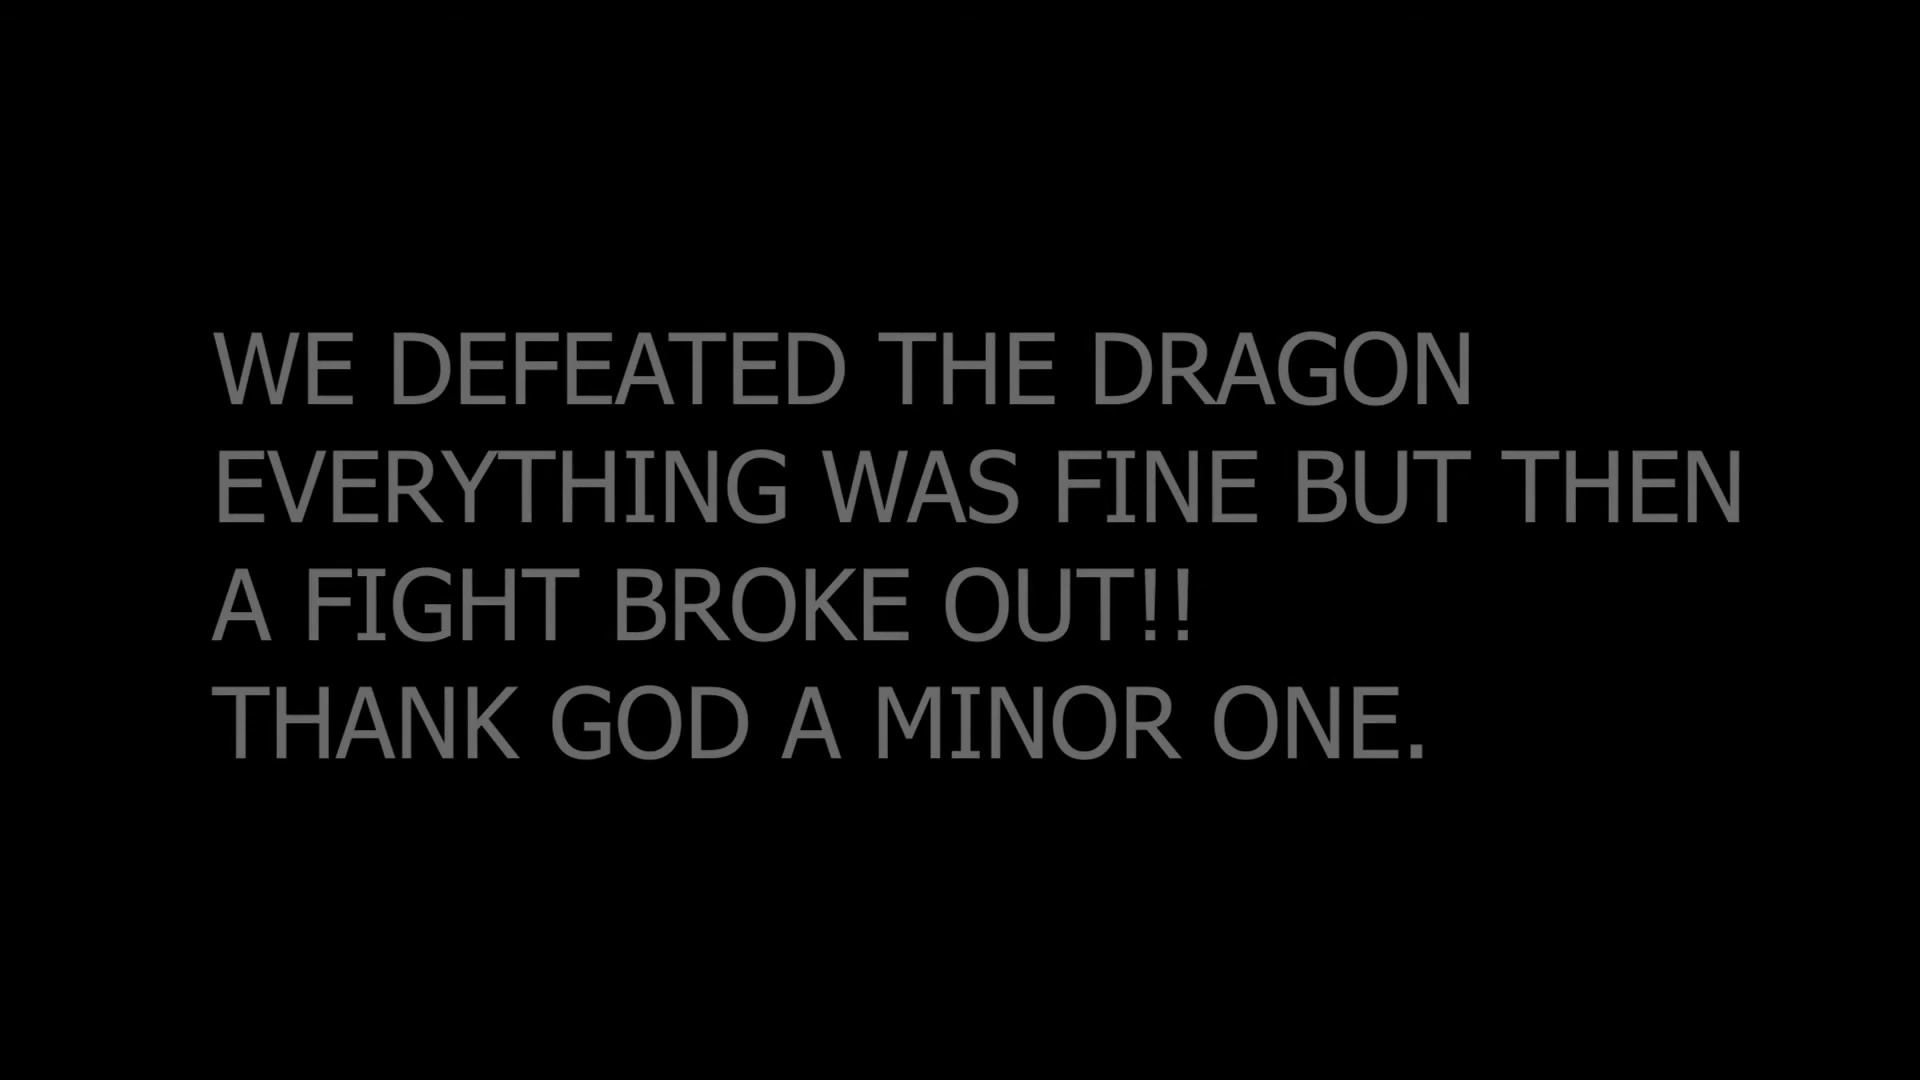 WE DEFEATED THE DRAGON
EVERYTHING WAS FINE BUT THEN
A FIGHT BROKE OUT!!
THANK GOD A MINOR ONE.